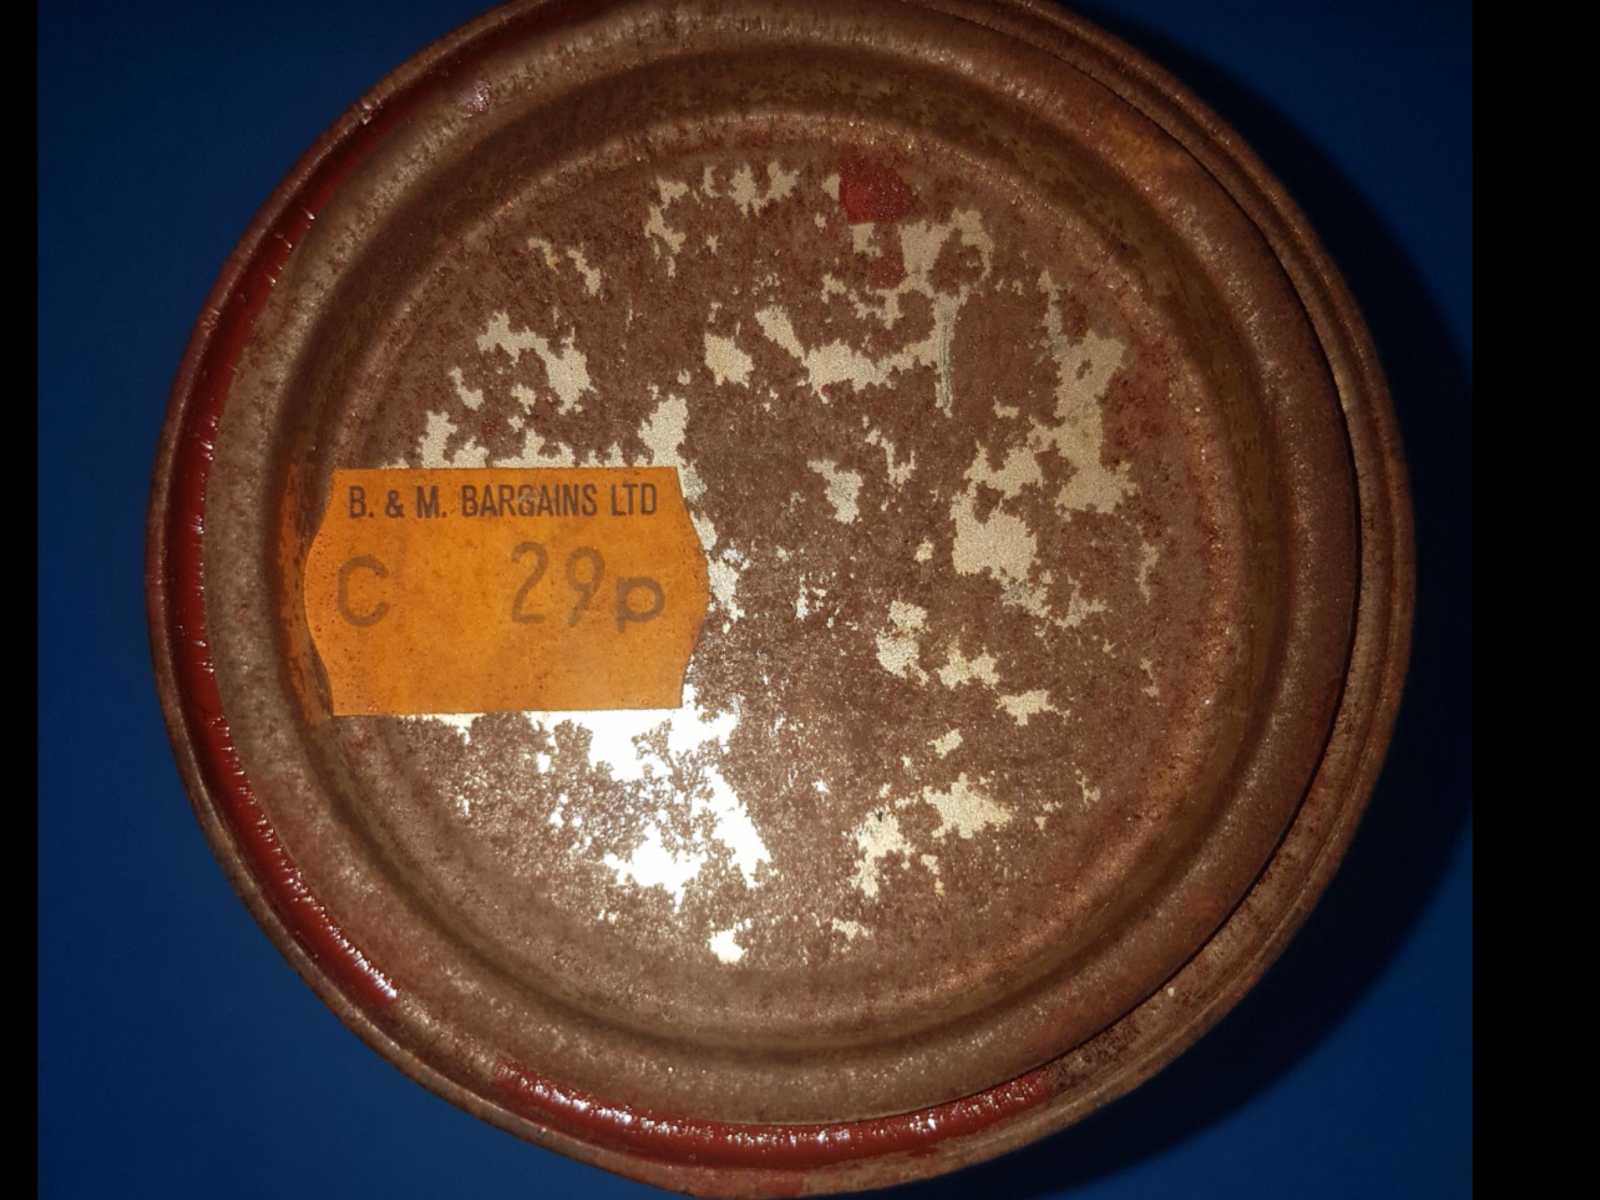 B. & M. BARGAINS LTD
C 29p